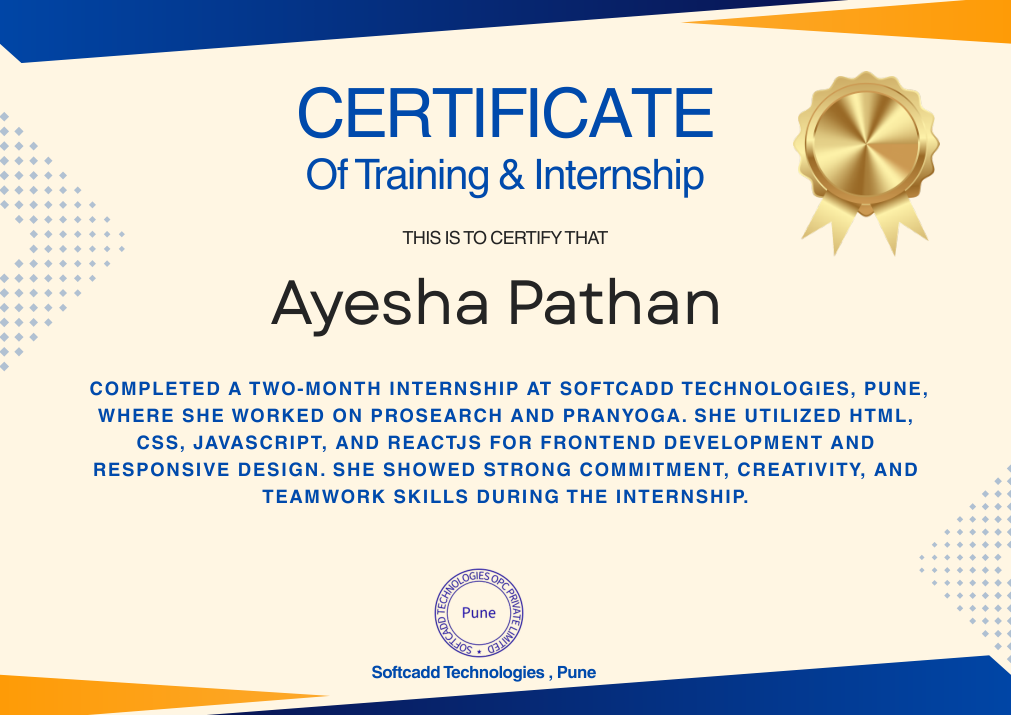 CERTIFICATE
Of Training & Internship
THIS IS TO CERTIFY THAT
Ayesha Pathan
COMPLETED A TWO-MONTH INTERNSHIP AT SOFTCADD TECHNOLOGIES, PUNE,
WHERE SHE WORKED ON PROSEARCH AND PRANYOGA. SHE UTILIZED HTML,
CSS, JAVASCRIPT, AND REACTJS FOR FRONTEND DEVELOPMENT AND
RESPONSIVE DESIGN. SHE SHOWED STRONG COMMITMENT, CREATIVITY, AND
TEAMWORK SKILLS DURING THE INTERNSHIP.
SOFTCADD TECHNOLOGIES OPC PRIVATE LIMITED
Pune
Softcadd Technologies , Pune